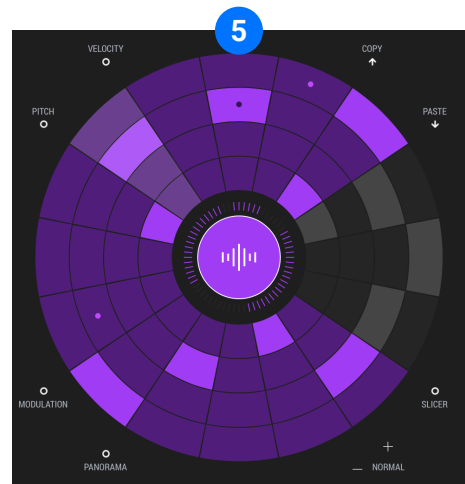 5
VELOCITY
COPY
PITCH
PASTE
MODULATION
SLICER
PANORAMA
NORMAL